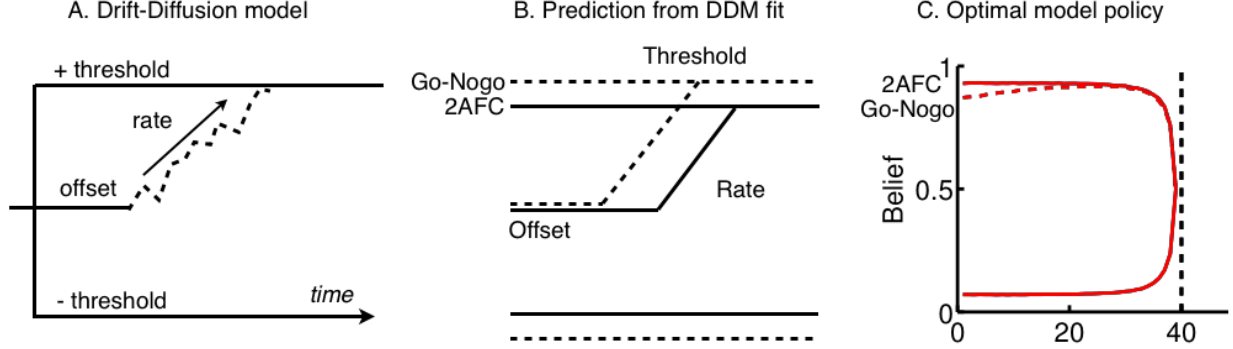 A. Drift-Diffusion model
+ threshold
rate
offset
- threshold
time
B. Prediction from DDM fit
Threshold
Go-Nogo
2AFC
Rate
Offset
C. Optimal model policy
1
2AFC
Go-Nogo
Belief
0.5
0
0
20
40